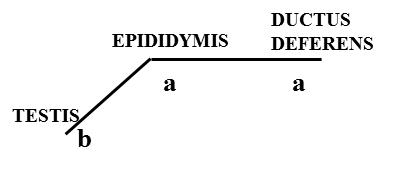 DUCTUS
DEFERENS
EPIDIDYMIS
a
a
TESTIS
b